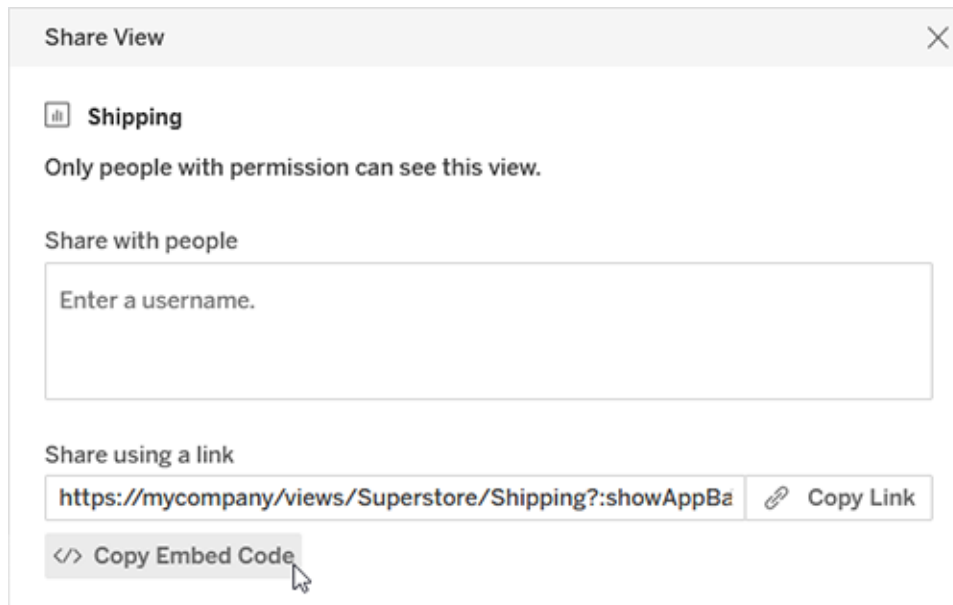 Share View
Shipping
Only people with permission can see this view.
Share with people
Enter a username.
Share using a link
https://mycompany/views/Superstore/Shipping?:showAppBa
Copy Link
</> Copy Embed Code